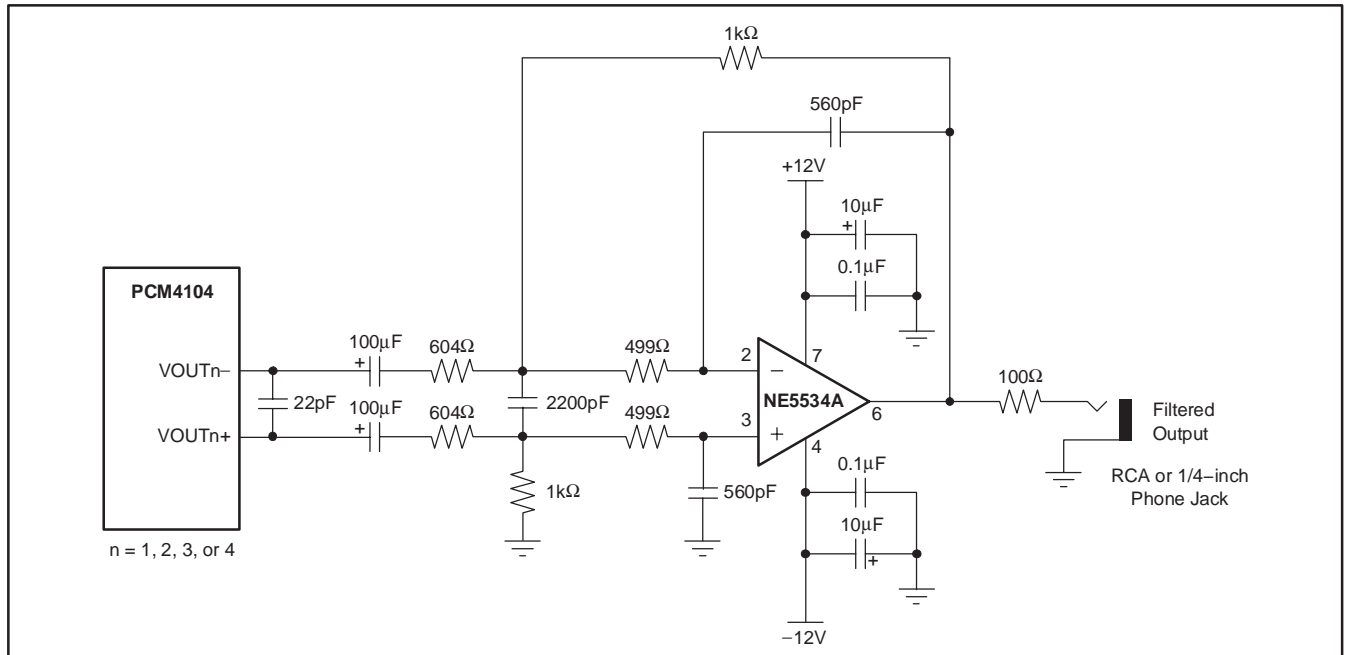 1kΩ
560pF
+12V
10μF
+
0.1μF
PCM4104
VOUTn−
VOUTn+
n = 1, 2, 3, or 4
22pF
100μF
+
604Ω
100μF
+
604Ω
2200pF
1kΩ
499Ω
499Ω
560pF
2
−
3
+
7
NE5534A
6
4
0.1μF
10μF
+
−12V
100Ω
Filtered
Output
RCA or 1/4−inch
Phone Jack